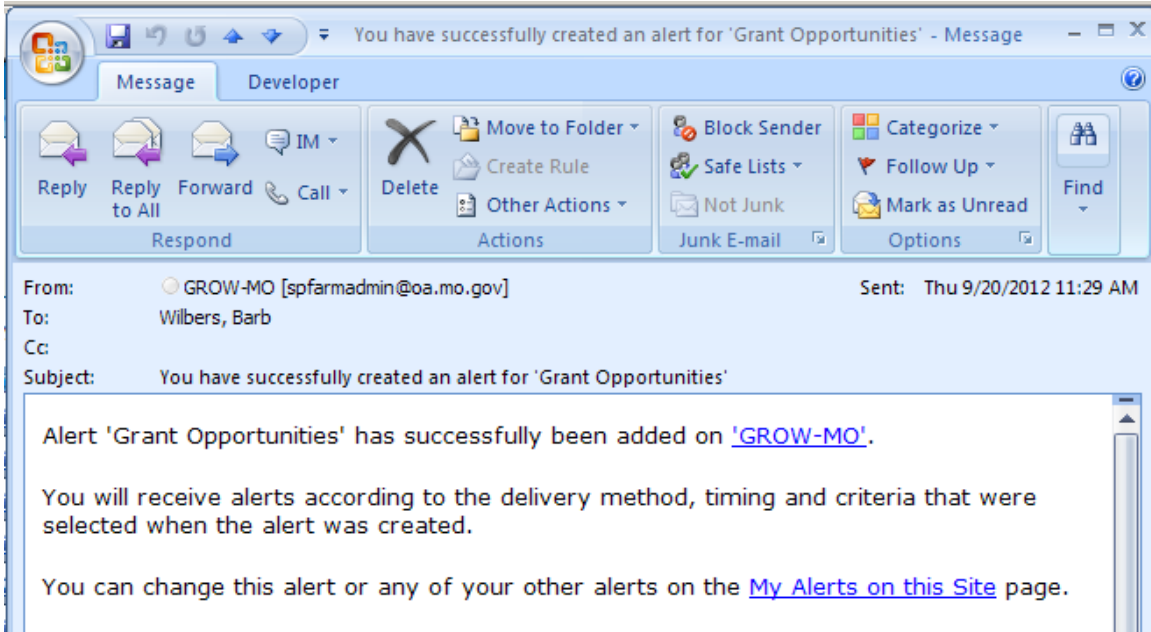 You have successfully created an alert for 'Grant Opportunities' - Message
Message Developer
Reply
Reply to All
Forward
IM
Call
Respond
Delete
Move to Folder
Create Rule
Other Actions
Actions
Block Sender
Safe Lists
Not Junk
Junk E-mail
Categorize
Follow Up
Mark as Unread
Options
Find
From: GROW-MO [spfarmadmin@oa.mo.gov] Sent: Thu 9/20/2012 11:29 AM
To: Wilbers, Barb
Cc:
Subject: You have successfully created an alert for 'Grant Opportunities'
Alert 'Grant Opportunities' has successfully been added on 'GROW-MO'.
You will receive alerts according to the delivery method, timing and criteria that were
selected when the alert was created.
You can change this alert or any of your other alerts on the My Alerts on this Site page.